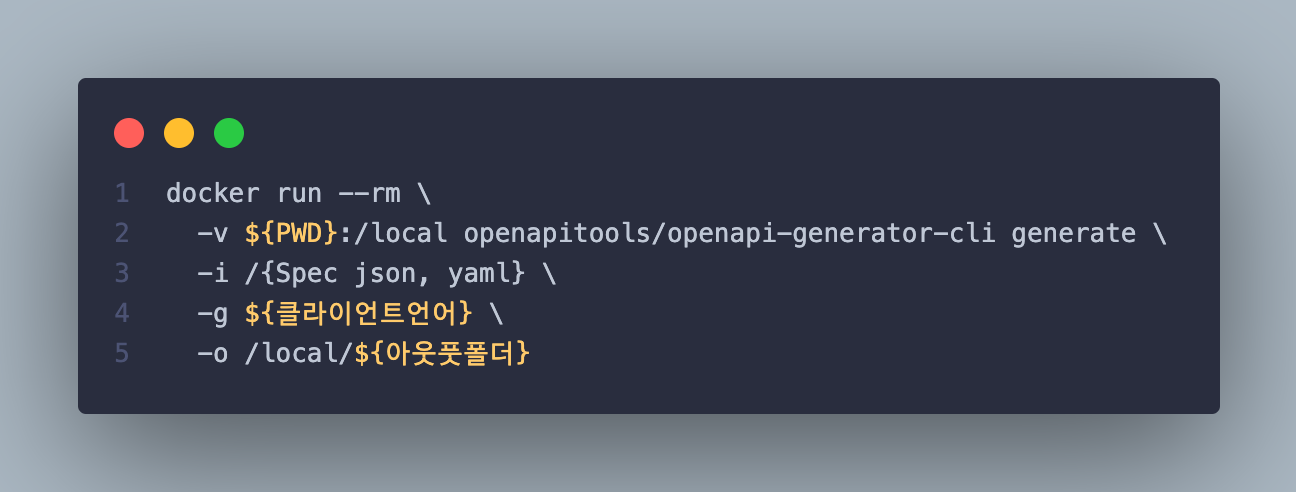 1 docker run --rm \
2 -v ${PWD}:/local openapitools/openapi-generator-cli generate \
3 -i /{Spec json, yaml} \
4 -g ${클라이언트언어} \
5 -o /local/${아웃풋폴더}